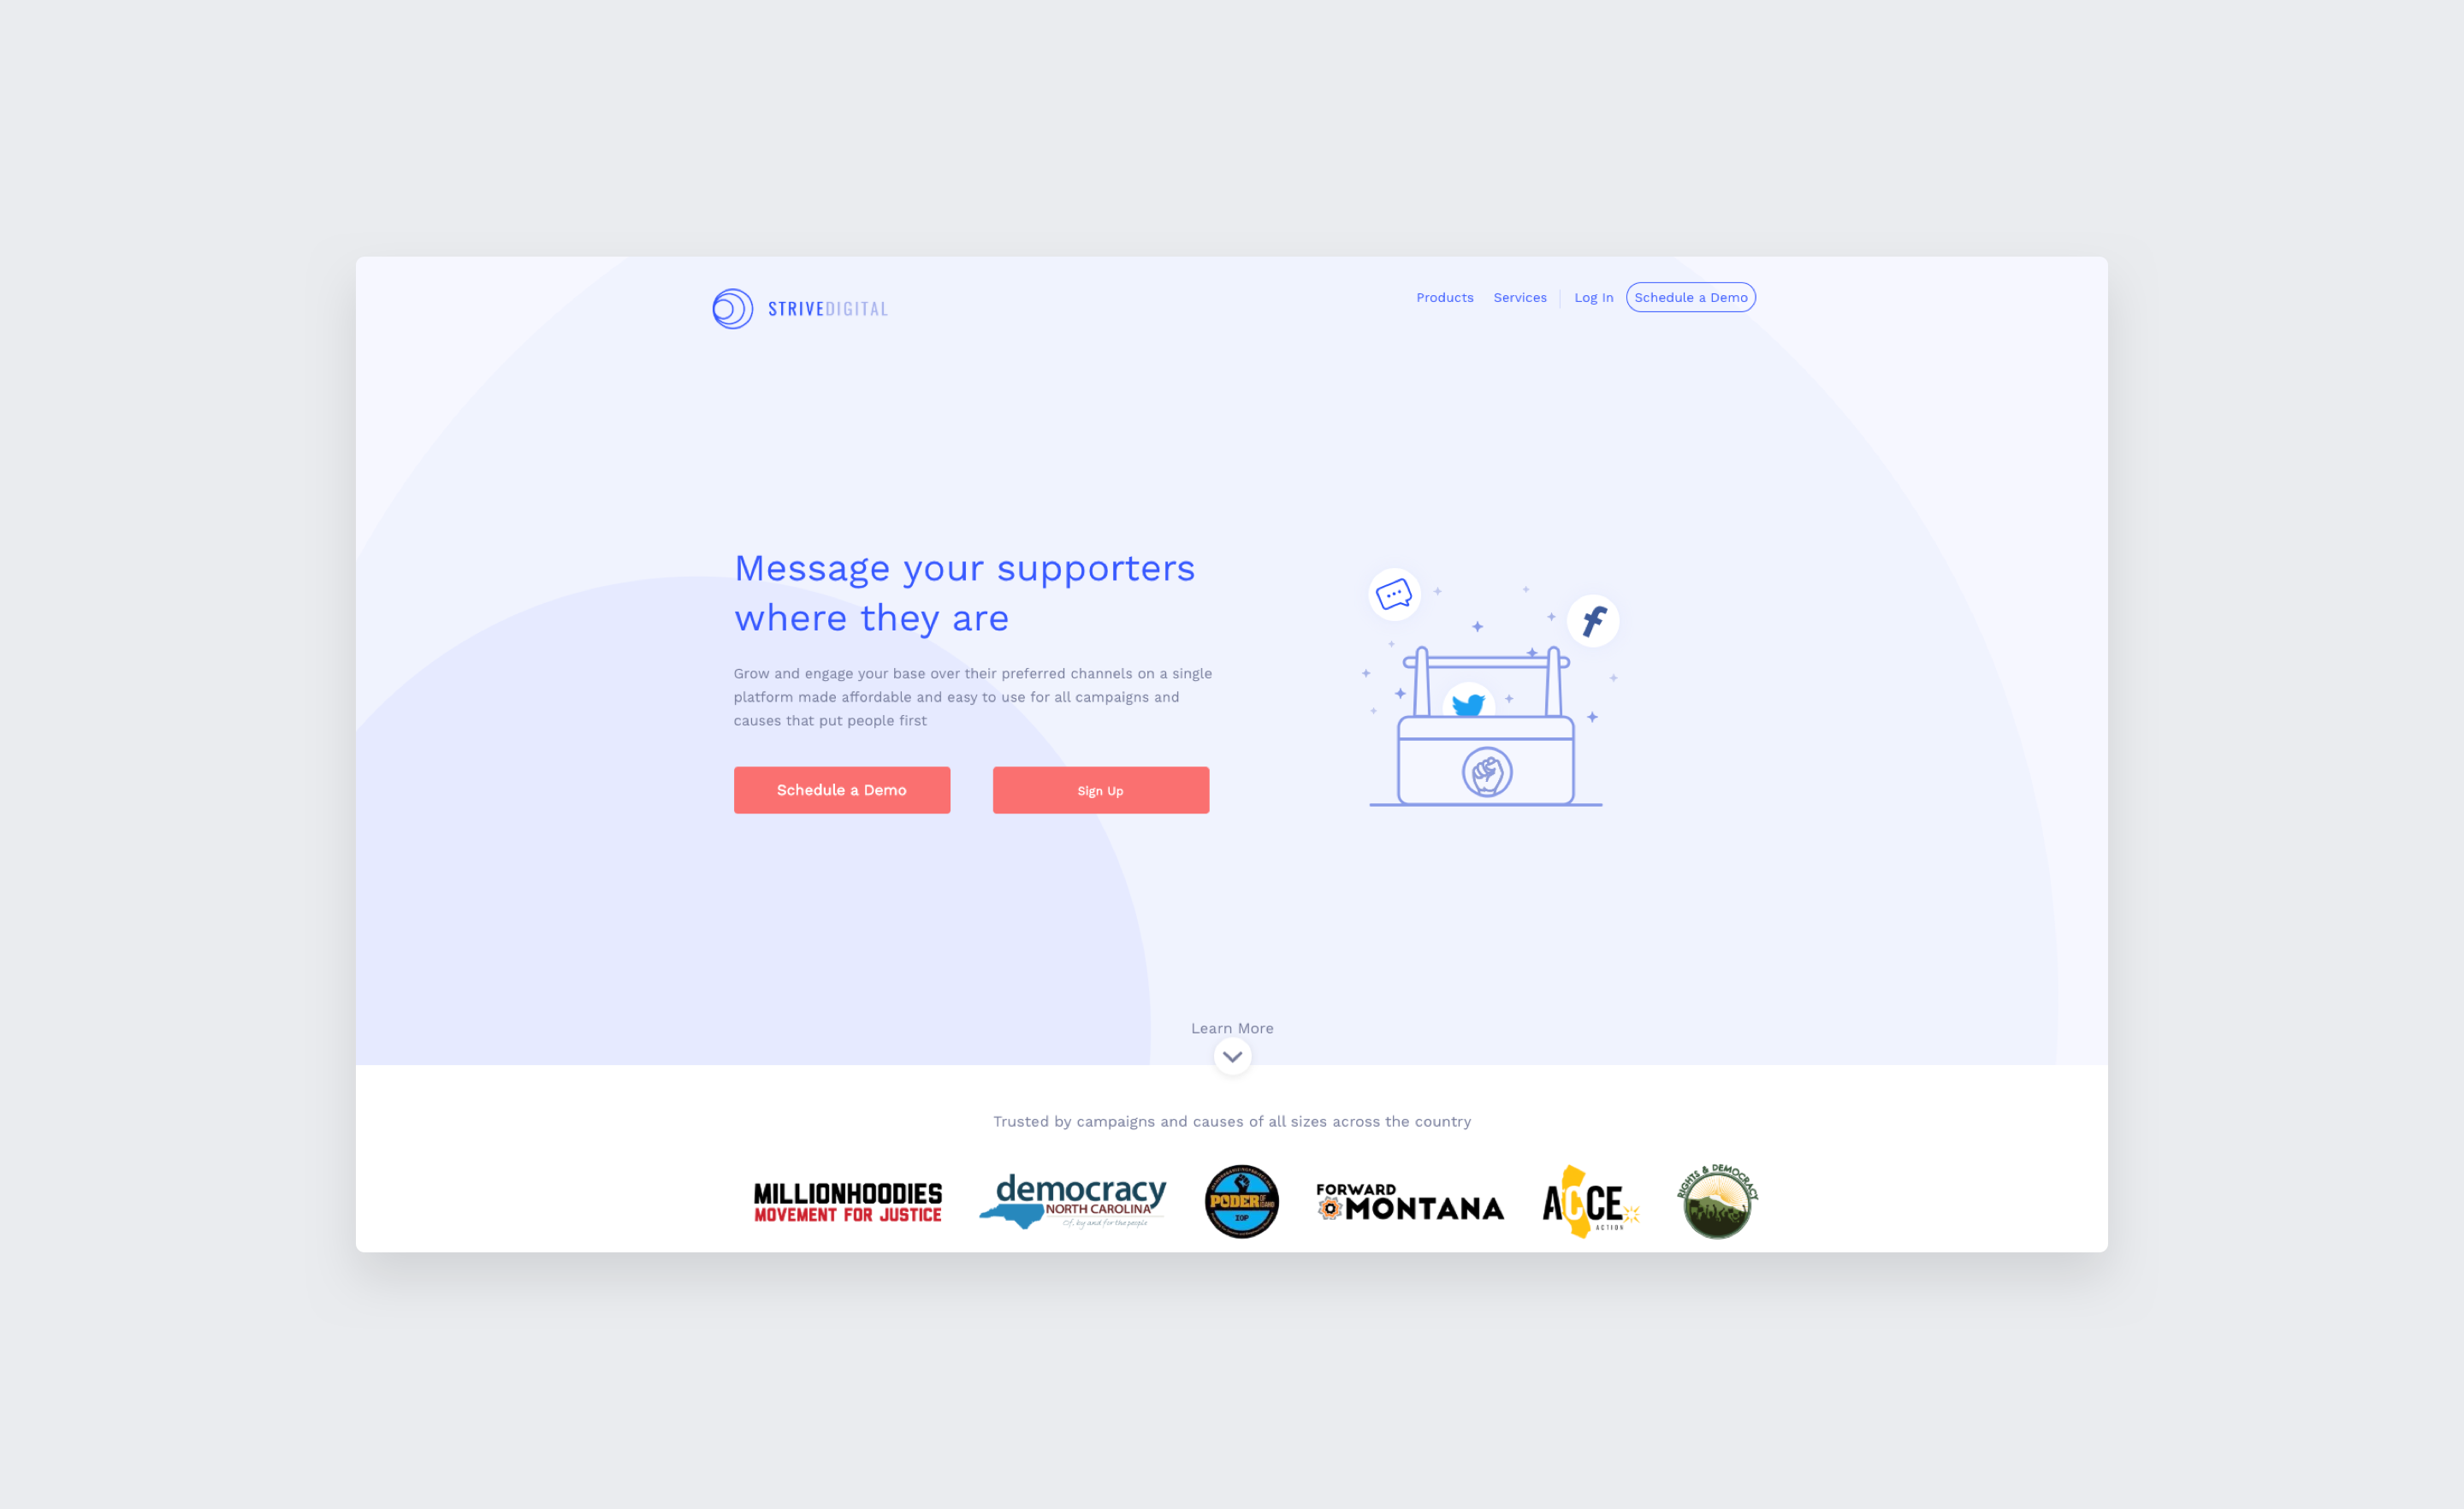 STRIVEDIGITAL
Products Services Log In Schedule a Demo
Message your supporters
where they are
Grow and engage your base over their preferred channels on a single
platform made affordable and easy to use for all campaigns and
causes that put people first
Schedule a Demo Sign Up
Learn More
Trusted by campaigns and causes of all sizes across the country
MILLIONHOODIES
MOVEMENT FOR JUSTICE
democracy
NORTH CAROLINA
Of, by and for the people
PODER OF IDAHO
IOP
FORWARD
MONTANA
ACCE
ACTION
RIGHTS & DEMOCRACY